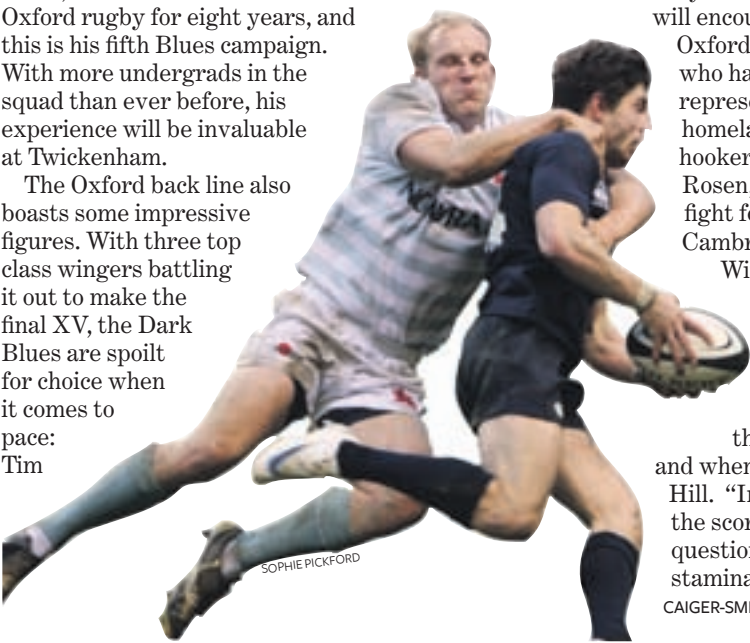 Oxford rugby for eight years, and
this is his fifth Blues campaign.
With more undergrads in the
squad than ever before, his
experience will be invaluable
at Twickenham.
The Oxford back line also
boasts some impressive
figures. With three top
class wingers battling
it out to make the
final XV, the Dark
Blues are spoilt
for choice when
it comes to
pace:
Tim
SOPHIE PICKFORD
will encou
Oxford
who ha
repres
homela
hooker
Rosen,
fight fo
Cambr
Wi
th
and when
Hill. “I
the scor
question
stamina
CAIGER-SM